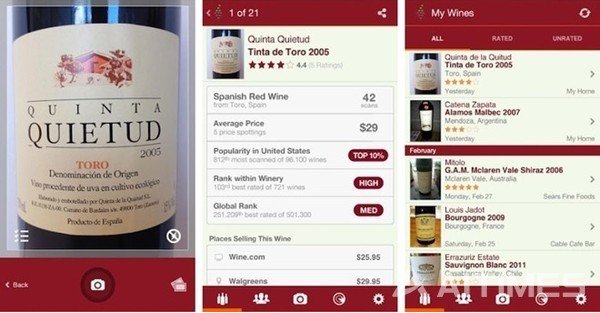 QUINTA
QUIETUD
2005
TORO
Denominación de Origen
Vino procedente de uva en cultivo ecológico
Elaborado y embotellado por Quinta de la Quietud S.L.
Producto de España
Back
1 of 21
Quinta Quietud
Tinta de Toro 2005
4.4 (5 Ratings)
Spanish Red Wine
from Toro, Spain
42
scans
Average Price
5 price spottings
$29
Popularity in United States
812th most scanned of 96.100 wines
TOP 10%
Rank within Winery
103rd best rated of 721 wines
HIGH
Global Rank
251.209th best rated of 501.300
MED
Places Selling This Wine
Wine.com
$25.95
Walgreens
$29.95
My Wines
ALL
RATED
UNRATED
Quinta de la Quitud
Tinta de Toro 2005
Toro, Spain
Yesterday
My Home
Catena Zapata
Alamos Malbec 2007
Mendoza, Argentina
Yesterday
My Home
February
Mitolo
G.A.M. Mclaren Vale Shiraz 2006
Mclaren Vale, Australia
Monday, Feb 27
Sears Fine Foods
Louis Jadot
Bourgogne 2009
Bourgogne, France
Saturday, Feb 25
Cable Cafe Bar
Errazuriz Estate
Sauvignon Blanc 2011
Casablanca Valley, Chile
AITIMES